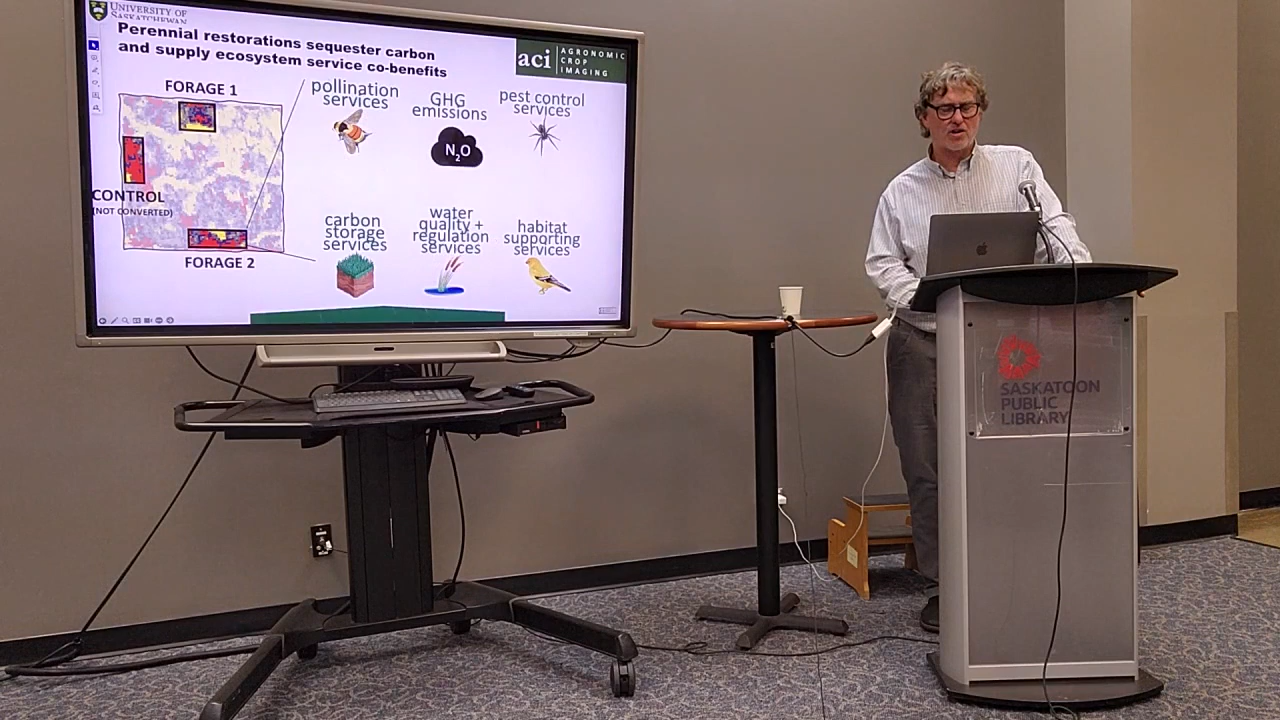 UNIVERSITY OF
SASKATCHEWAN
Perennial restorations sequester carbon
and supply ecosystem service co-benefits
aci
AGRONOMIC
CROP
IMAGING
FORAGE 1
CONTROL
(NOT CONVERTED)
FORAGE 2
pollination
services
GHG
emissions
N2O
pest control
services
carbon
storage
services
water
quality +
regulation
services
habitat
supporting
services
SASKATOON
PUBLIC
LIBRARY